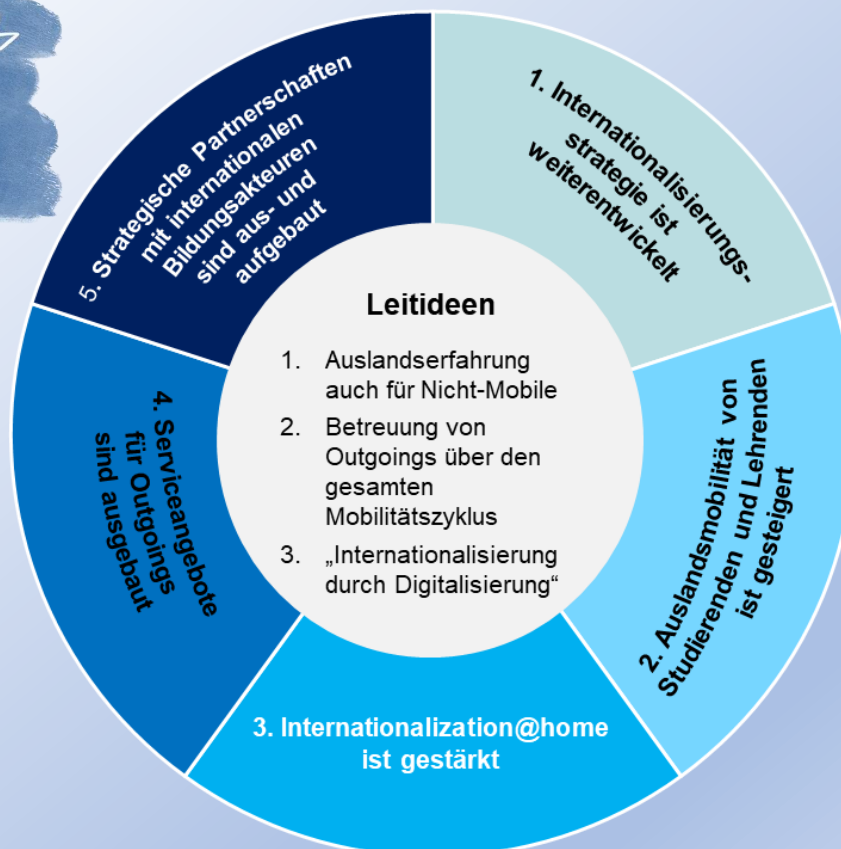 1. Internationalisierungs-
strategie ist
weiterentwickelt
2. Auslandsmobilität von
Studierenden und Lehrenden
ist gesteigert
3. Internationalization@home
ist gestärkt
4. Serviceangebote
für Outgoings
sind ausgebaut
5. Strategische Partnerschaften
mit internationalen
Bildungsakteuren
sind aus- und
aufgebaut
Leitideen
1. Auslandserfahrung
auch für Nicht-Mobile
2. Betreuung von
Outgoings über den
gesamten
Mobilitätszyklus
3. „Internationalisierung
durch Digitalisierung“